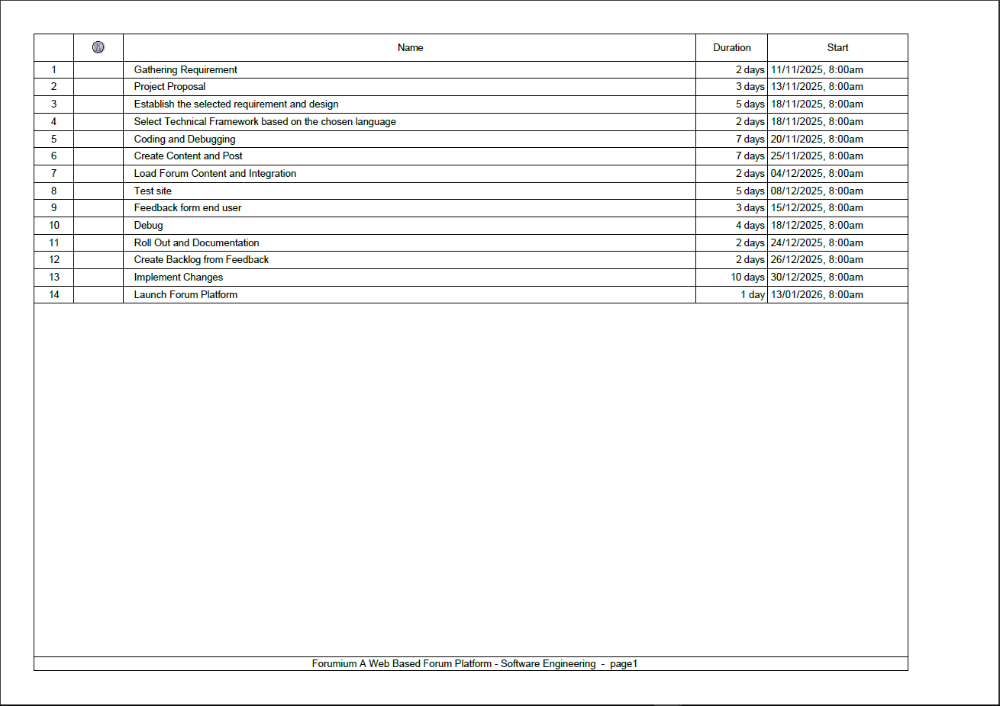 Name Duration Start
1 Gathering Requirement 2 days 11/11/2025, 8:00am
2 Project Proposal 3 days 13/11/2025, 8:00am
3 Establish the selected requirement and design 5 days 18/11/2025, 8:00am
4 Select Technical Framework based on the chosen language 2 days 18/11/2025, 8:00am
5 Coding and Debugging 7 days 20/11/2025, 8:00am
6 Create Content and Post 7 days 25/11/2025, 8:00am
7 Load Forum Content and Integration 2 days 04/12/2025, 8:00am
8 Test site 5 days 08/12/2025, 8:00am
9 Feedback form end user 3 days 15/12/2025, 8:00am
10 Debug 4 days 18/12/2025, 8:00am
11 Roll Out and Documentation 2 days 24/12/2025, 8:00am
12 Create Backlog from Feedback 2 days 26/12/2025, 8:00am
13 Implement Changes 10 days 30/12/2025, 8:00am
14 Launch Forum Platform 1 day 13/01/2026, 8:00am
Forumium A Web Based Forum Platform - Software Engineering - page1